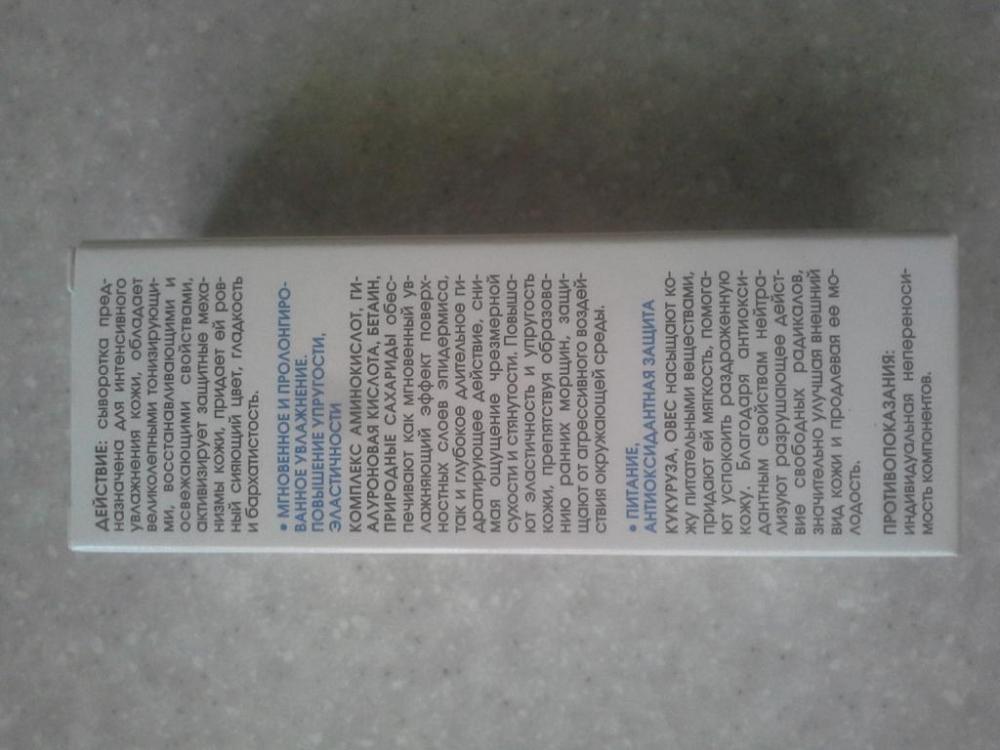 ДЕЙСТВИЕ: сыворотка пред-
назначена для интенсивного
увлажнения кожи, обладает
великолепными тонизирующи-
ми, восстанавливающими и
освежающими свойствами,
активизирует защитные меха-
низмы кожи, придает ей ров-
ный сияющий цвет, гладкость
и бархатистость.
• МГНОВЕННОЕ И ПРОЛОНГИРО-
ВАННОЕ УВЛАЖНЕНИЕ.
ПОВЫШЕНИЕ УПРУГОСТИ,
ЭЛАСТИЧНОСТИ
КОМПЛЕКС АМИНОКИСЛОТ, ГИ-
АЛУРОНОВАЯ КИСЛОТА, БЕТАИН,
ПРИРОДНЫЕ САХАРИДЫ обес-
печивают как мгновенный ув-
лажняющий эффект поверх-
ностных слоев эпидермиса,
так и глубокое длительное ги-
дратирующее действие, сни-
мая ощущение чрезмерной
сухости и стянутости. Повыша-
ют эластичность и упругость
кожи, препятствуя образова-
нию ранних морщин, защи-
щают от агрессивного воздей-
ствия окружающей среды.
• ПИТАНИЕ,
АНТИОКСИДАНТНАЯ ЗАЩИТА
КУКУРУЗА, ОВЕС насыщают ко-
жу питательными веществами,
придают ей мягкость, помога-
ют успокоить раздраженную
кожу. Благодаря антиокси-
дантным свойствам нейтра-
лизуют разрушающее дейст-
вие свободных радикалов,
значительно улучшая внешний
вид кожи и продлевая ее мо-
лодость.
ПРОТИВОПОКАЗАНИЯ:
индивидуальная непереноси-
мость компонентов.